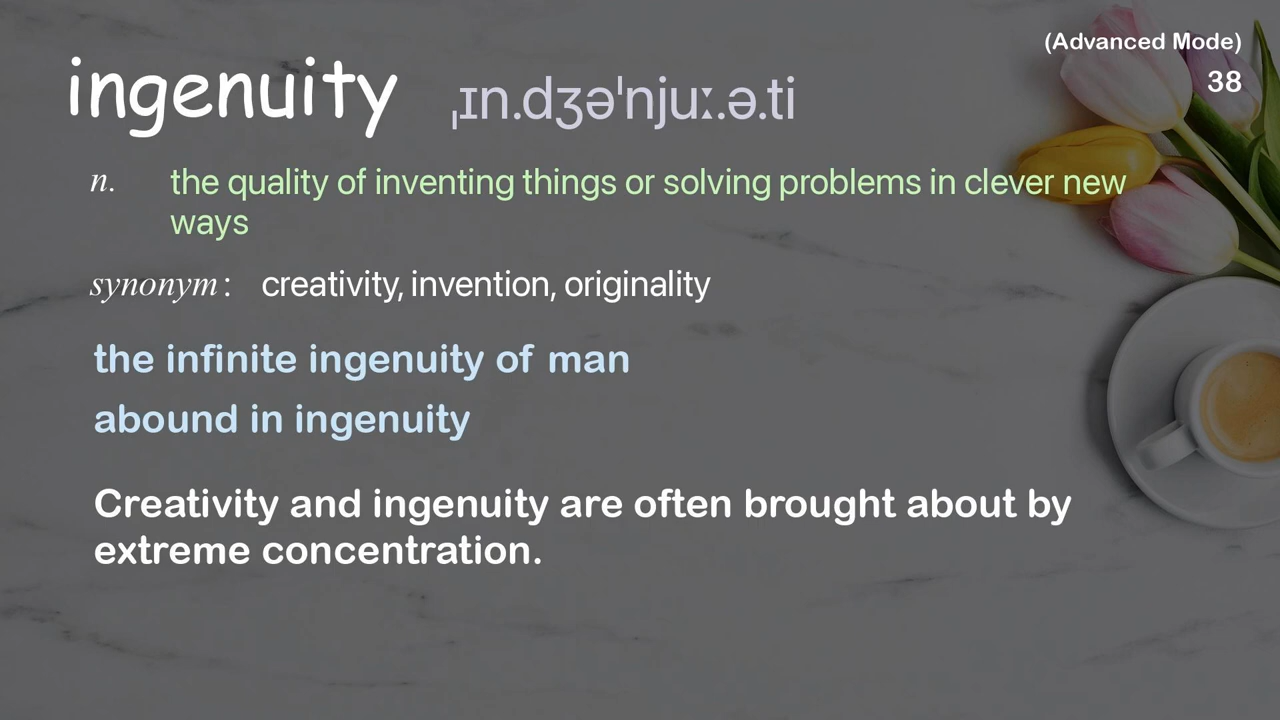 (Advanced Mode)
38
ingenuity ˌɪn.dʒəˈnjuː.ə.ti
n. the quality of inventing things or solving problems in clever new
ways
synonym: creativity, invention, originality
the infinite ingenuity of man
abound in ingenuity
Creativity and ingenuity are often brought about by
extreme concentration.